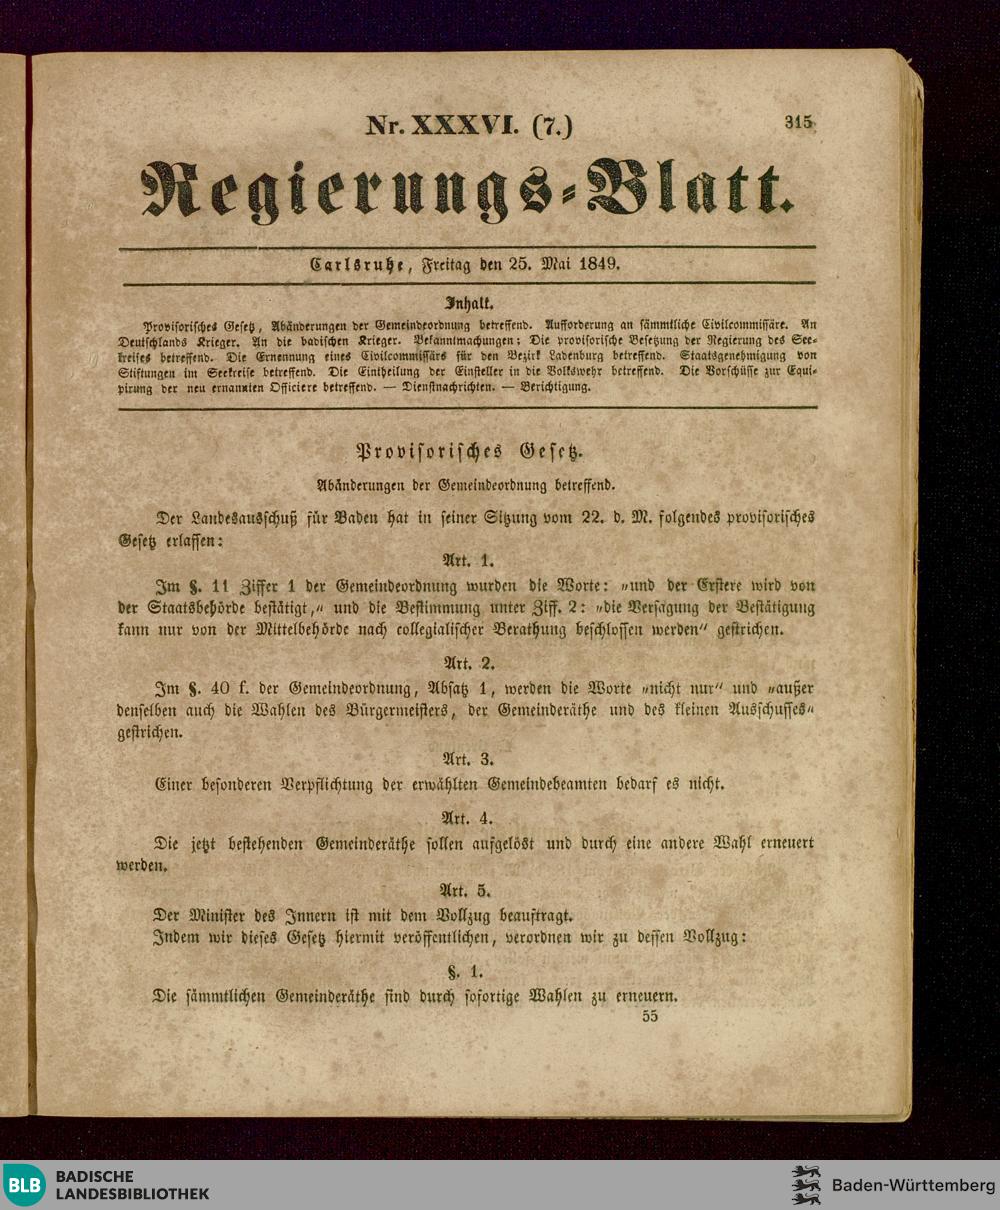 Nr. XXXVI. (7.)
315
Regierungs-Blatt.
Carlsruhe, Freitag den 25. Mai 1849.
Inhalt.
Provisorisches Gesetz, Abänderungen der Gemeindeordnung betreffend. Aufforderung an sämmtliche Civilcommissäre. An
Deutschlands Krieger. An die badischen Krieger. Bekanntmachungen: Die provisorische Besetzung der Regierung des See-
kreises betreffend. Die Ernennung eines Civilcommissärs für den Bezirk Ladenburg betreffend. Staatsgenehmigung von
Stiftungen im Seekreise betreffend. Die Eintheilung der Einsteller in die Volkswehr betreffend. Die Vorschüsse zur Equi-
pirung der neu ernannten Officiere betreffend. — Dienstnachrichten. — Berichtigung.
Provisorisches Gesetz.
Abänderungen der Gemeindeordnung betreffend.
Der Landesausschuß für Baden hat in seiner Sitzung vom 22. d. M. folgendes provisorisches
Gesetz erlassen:
Art. 1.
Im §. 11 Ziffer 1 der Gemeindeordnung wurden die Worte: „und der Erstere wird von
der Staatsbehörde bestätigt,“ und die Bestimmung unter Ziff. 2: „die Versagung der Bestätigung
kann nur von der Mittelbehörde nach collegialischer Berathung beschlossen werden“ gestrichen.
Art. 2.
Im §. 40 f. der Gemeindeordnung, Absatz 1, werden die Worte „nicht nur“ und „außer
denselben auch die Wahlen des Bürgermeisters, der Gemeinderäthe und des kleinen Ausschusses“
gestrichen.
Art. 3.
Einer besonderen Verpflichtung der erwählten Gemeindebeamten bedarf es nicht.
Art. 4.
Die jetzt bestehenden Gemeinderäthe sollen aufgelöst und durch eine andere Wahl erneuert
werden.
Art. 5.
Der Minister des Innern ist mit dem Vollzug beauftragt.
Indem wir dieses Gesetz hiermit veröffentlichen, verordnen wir zu dessen Vollzug:
§. 1.
Die sämmtlichen Gemeinderäthe sind durch sofortige Wahlen zu erneuern.
55
BLB BADISCHE
LANDESBIBLIOTHEK
Baden-Württemberg